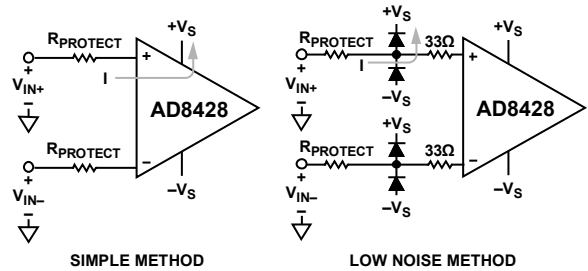 +VS
RPROTECT
I
+
VIN+
+
–
AD8428
RPROTECT
–
VIN–
+
–
–VS
SIMPLE METHOD
+VS
RPROTECT
I
33Ω
+
VIN+
+
–
–VS
AD8428
+VS
+VS
RPROTECT
33Ω
–
VIN–
+
–
–VS
–VS
LOW NOISE METHOD